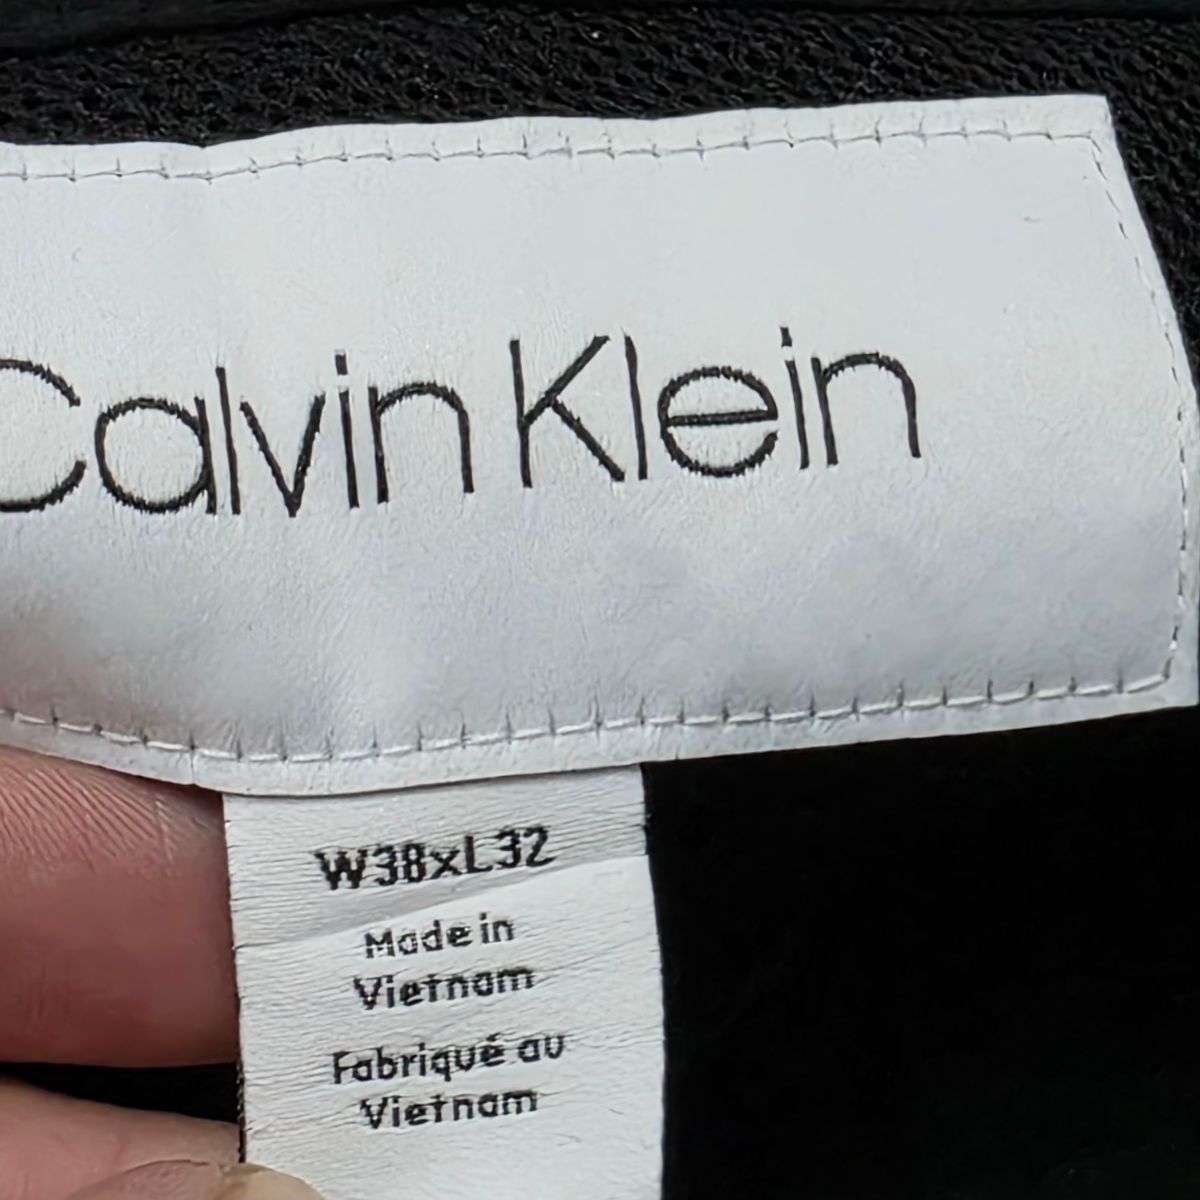 Calvin Klein
W38xL32
Made in
Vietnam
Fabriqué au
Vietnam